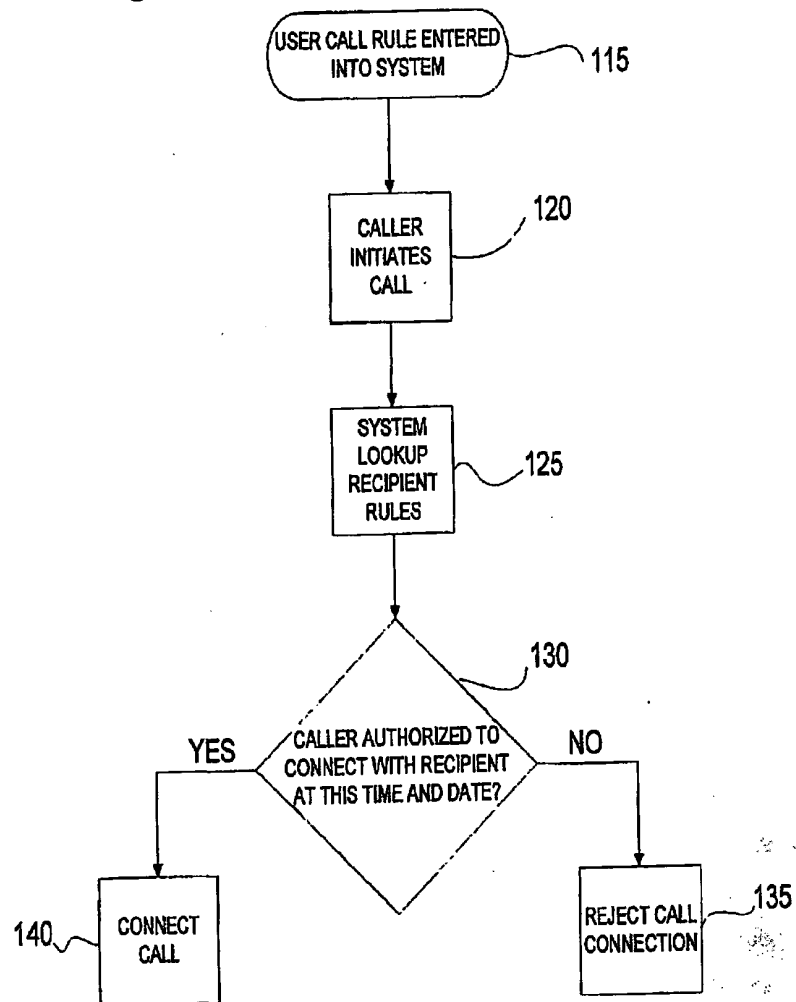 USER CALL RULE ENTERED
INTO SYSTEM
115
CALLER
INITIATES
CALL
120
SYSTEM
LOOKUP
RECIPIENT
RULES
125
130
CALLER AUTHORIZED TO
CONNECT WITH RECIPIENT
AT THIS TIME AND DATE?
YES
NO
140
CONNECT
CALL
REJECT CALL
CONNECTION
135